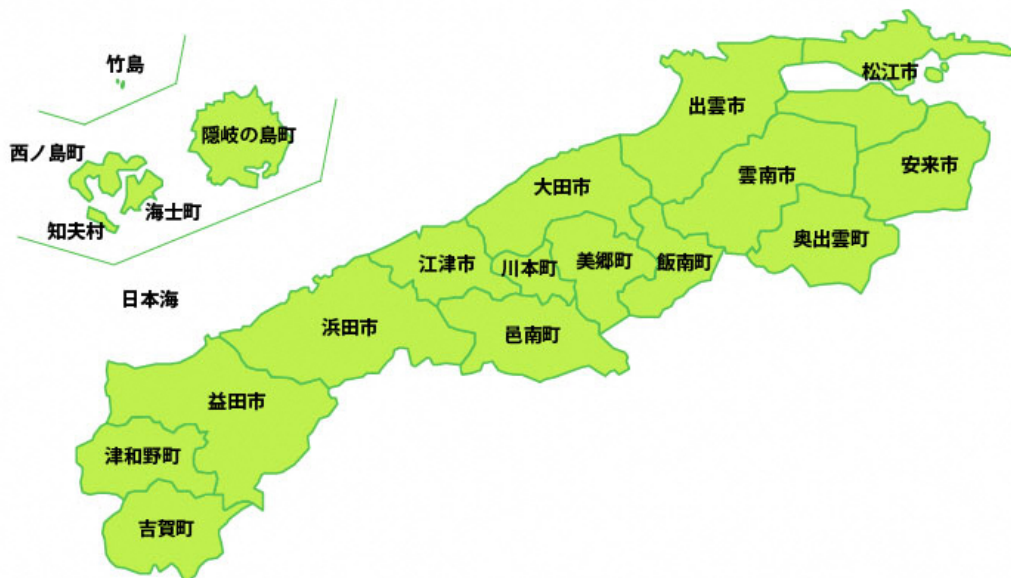 竹島
隠岐の島町
西ノ島町
海士町
知夫村
日本海
松江市
出雲市
安来市
雲南市
大田市
奥出雲町
飯南町
美郷町
川本町
江津市
浜田市
邑南町
益田市
津和野町
吉賀町